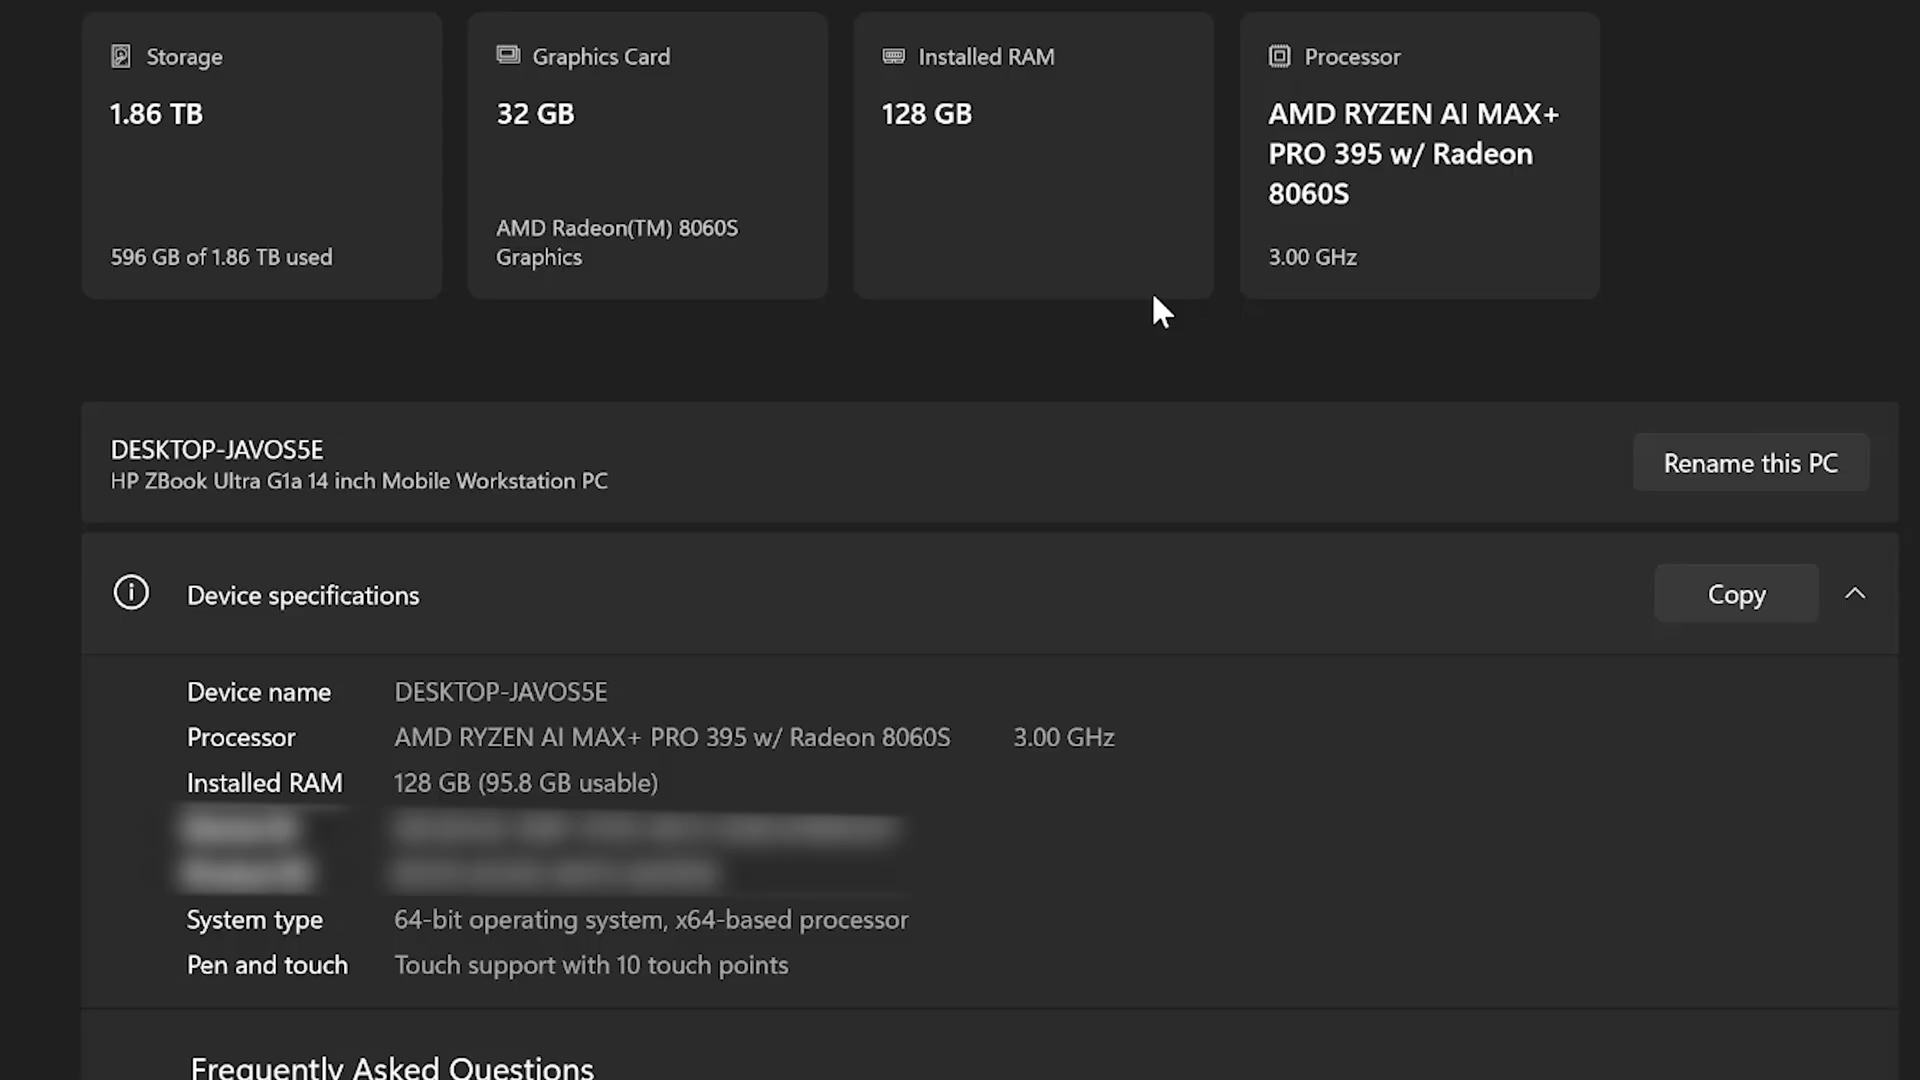 Storage
1.86 TB
596 GB of 1.86 TB used
Graphics Card
32 GB
AMD Radeon(TM) 8060S
Graphics
Installed RAM
128 GB
Processor
AMD RYZEN AI MAX+
PRO 395 w/ Radeon
8060S
3.00 GHz
DESKTOP-JAVOS5E
HP ZBook Ultra G1a 14 inch Mobile Workstation PC
Rename this PC
Device specifications
Copy
Device name DESKTOP-JAVOS5E
Processor AMD RYZEN AI MAX+ PRO 395 w/ Radeon 8060S 3.00 GHz
Installed RAM 128 GB (95.8 GB usable)
System type 64-bit operating system, x64-based processor
Pen and touch Touch support with 10 touch points
Frequently Asked Questions